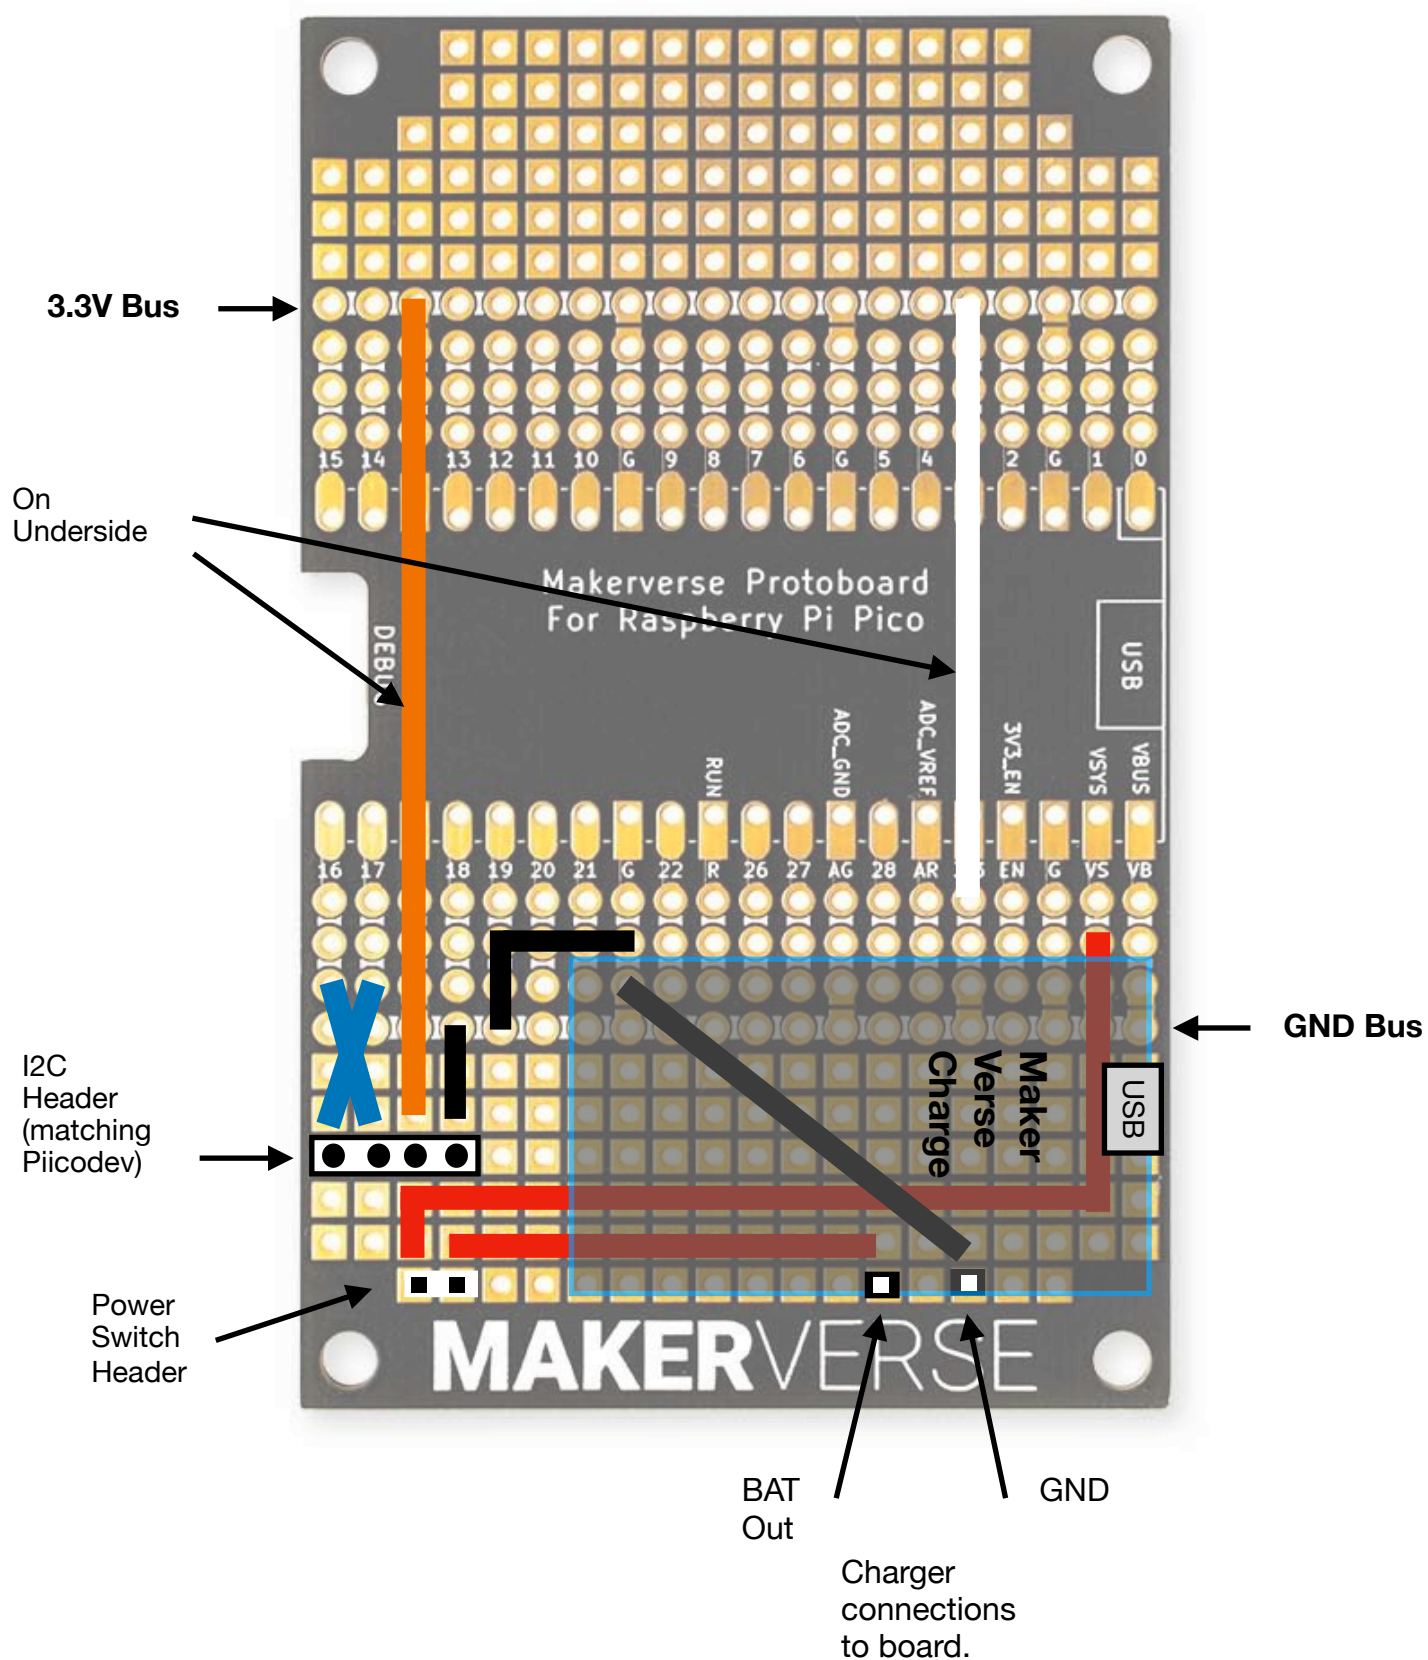 3.3V Bus
15 14 13 12 11 10 G 9 8 7 6 G 5 4 2 G 1 0
On
Underside
Makerverse Protoboard
For Raspberry Pi Pico
DEBUG
USB
RUN
ADC_GND
ADC_VREF
3V3_EN
VSYS
VBUS
16 17 18 19 20 21 G 22 R 26 27 AG 28 AR EN G VS VB
GND Bus
Maker
Verse
Charge
USB
I2C
Header
(matching
Piicodev)
Power
Switch
Header
MAKERVERSE
BAT
Out
GND
Charger
connections
to board.